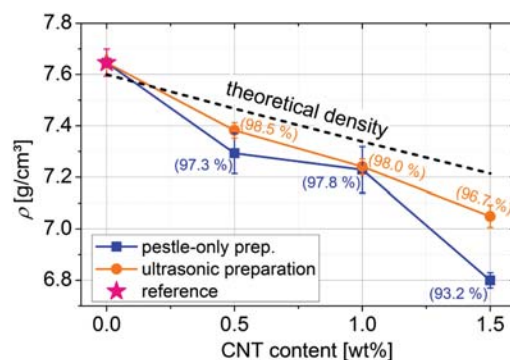 7.8
7.6
7.4
7.2
7.0
6.8
ρ [g/cm³]
theoretical density
(98.5 %)
(97.3 %)
(98.0 %)
(97.8 %)
(96.7 %)
(93.2 %)
pestle-only prep.
ultrasonic preparation
reference
0.0 0.5 1.0 1.5
CNT content [wt%]